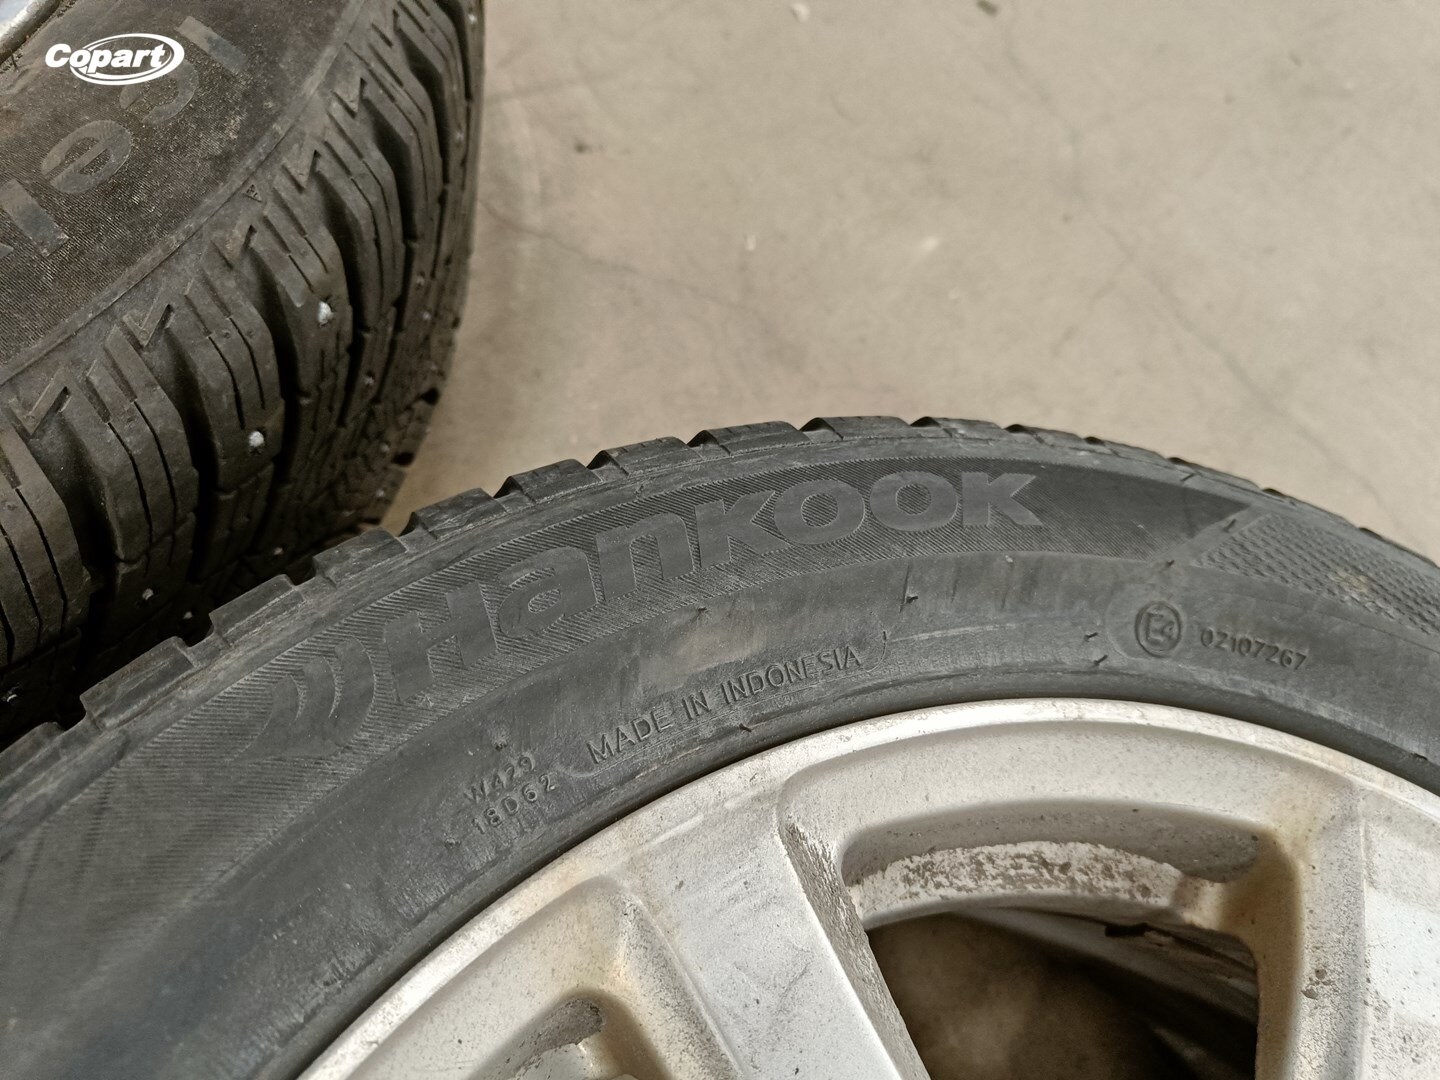 Copart
Hankook
MADE IN INDONESIA
W429
18D62
E4 02107267